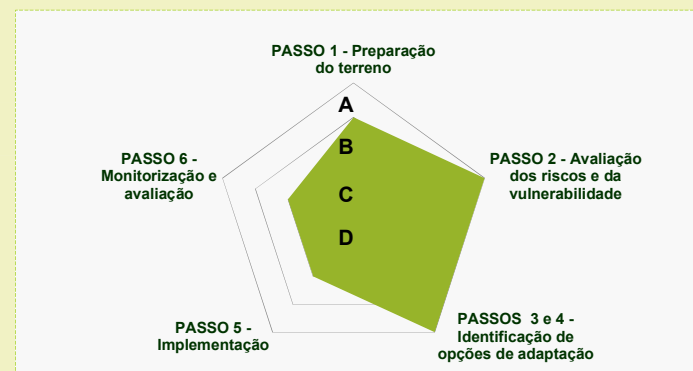 PASSO 1 - Preparação
do terreno
A
B
C
D
PASSO 6 -
Monitorização e
avaliação
PASSO 2 - Avaliação
dos riscos e da
vulnerabilidade
PASSO 5 -
Implementação
PASSOS 3 e 4 -
Identificação de
opções de adaptação